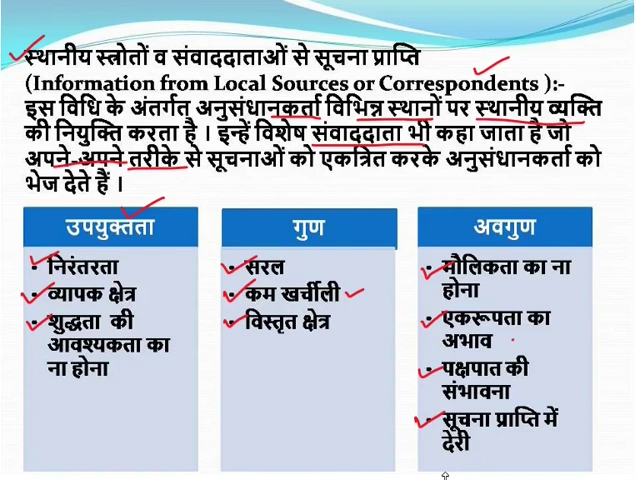 स्थानीय स्त्रोतों व संवाददाताओं से सूचना प्राप्ति
(Information from Local Sources or Correspondents ):-
इस विधि के अंतर्गत अनुसंधानकर्ता विभिन्न स्थानों पर स्थानीय व्यक्ति
की नियुक्ति करता है । इन्हें विशेष संवाददाता भी कहा जाता है जो
अपने-अपने तरीके से सूचनाओं को एकत्रित करके अनुसंधानकर्ता को
भेज देते हैं ।
उपयुक्तता
• निरंतरता
• व्यापक क्षेत्र
• शुद्धता की
आवश्यकता का
ना होना
गुण
• सरल
• कम खर्चीली
• विस्तृत क्षेत्र
अवगुण
• मौलिकता का ना
होना
• एकरूपता का
अभाव
• पक्षपात की
संभावना
• सूचना प्राप्ति में
देरी